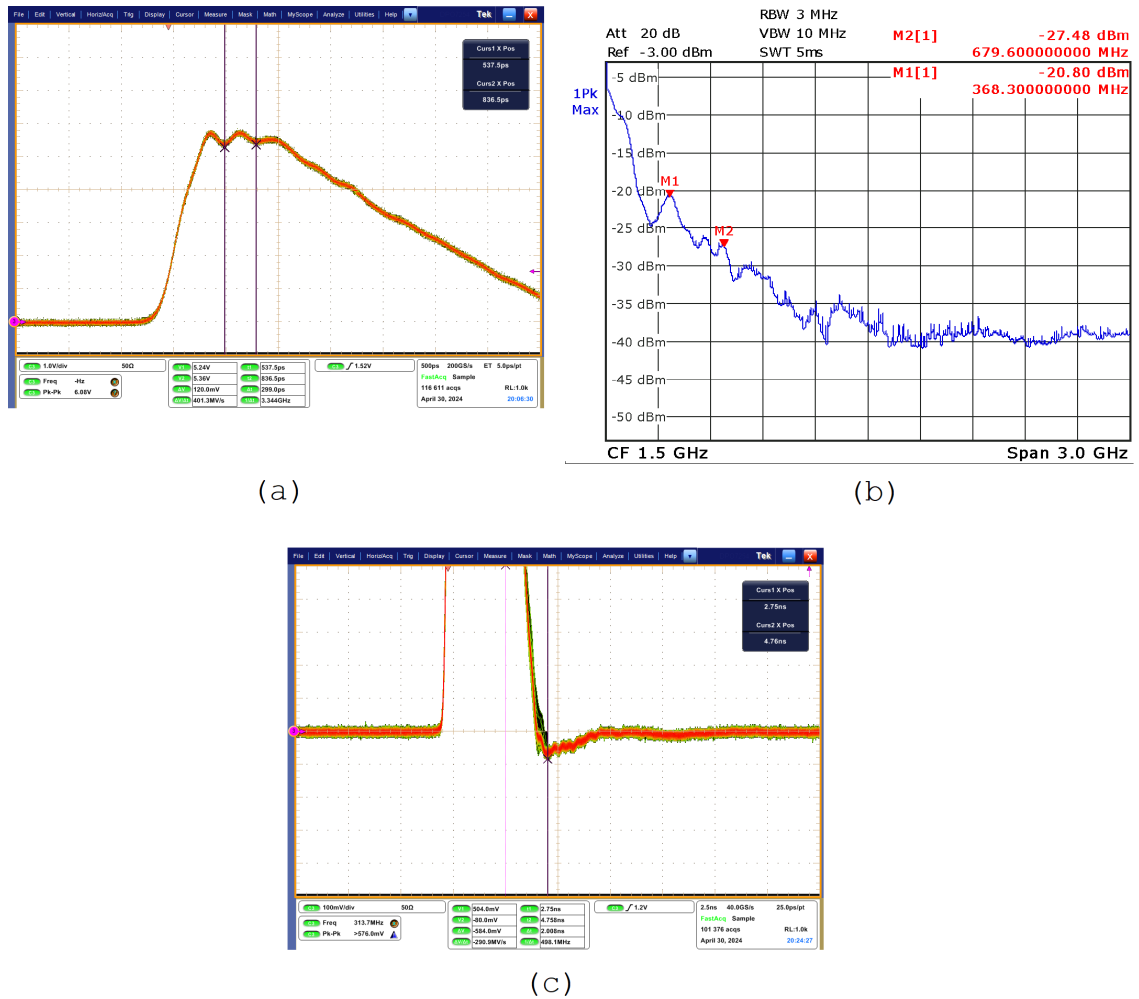 File Edit Vertical Horiz/Acq Trig Display Cursor Measure Mask Math MyScope Analyze Utilities Help Tek X
Curs1 X Pos
537.5ps
Curs2 X Pos
836.5ps
1.0V/div 50Ω
Freq -Hz
Pk-Pk 6.08V
5.24V 537.5ps
5.36V 836.5ps
120.0mV 299.0ps
401.3MV/s 3.344GHz
1.52V
500ps 200GS/s ET 5.0ps/pt
FastAcq Sample
116 611 acqs RL:1.0k
April 30, 2024 20:06:30
(a)
RBW 3 MHz
Att 20 dB VBW 10 MHz M2[1] -27.48 dBm
Ref -3.00 dBm SWT 5ms 679.600000000 MHz
M1[1] -20.80 dBm
368.300000000 MHz
1Pk
Max
-5 dBm
-10 dBm
-15 dBm
-20 dBm
-25 dBm
-30 dBm
-35 dBm
-40 dBm
-45 dBm
-50 dBm
M1
M2
CF 1.5 GHz Span 3.0 GHz
(b)
File Edit Vertical Horiz/Acq Trig Display Cursor Measure Mask Math MyScope Analyze Utilities Help Tek X
Curs1 X Pos
2.75ns
Curs2 X Pos
4.76ns
100mV/div 50Ω
Freq 313.7MHz
Pk-Pk >576.0mV
504.0mV 2.75ns
-80.0mV 4.758ns
-584.0mV 2.008ns
-290.9MV/s 498.1MHz
1.2V
2.5ns 40.0GS/s 25.0ps/pt
FastAcq Sample
101 376 acqs RL:1.0k
April 30, 2024 20:24:27
(c)